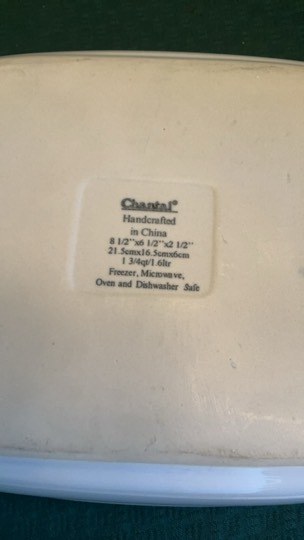 Chantal®
Handcrafted
in China
8 1/2"x6 1/2"x2 1/2"
21.5cmx16.5cmx6cm
1 3/4qt/1.6ltr
Freezer, Microwave,
Oven and Dishwasher Safe